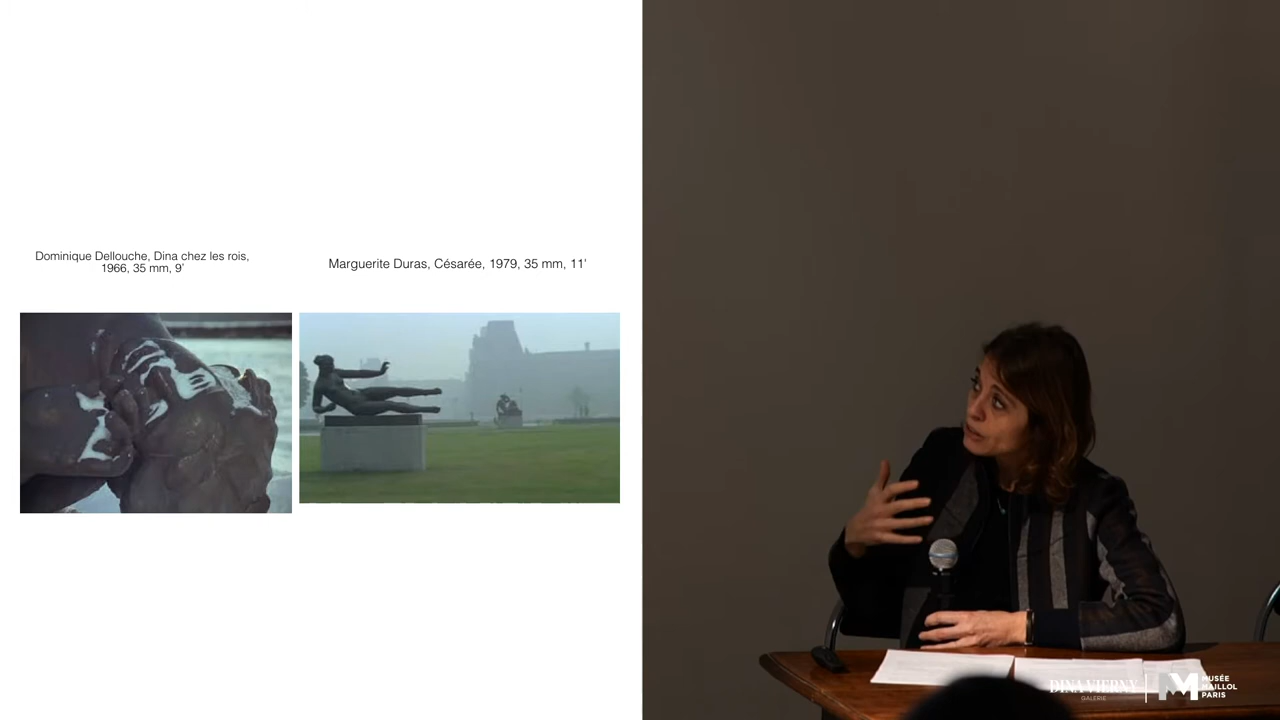 Dominique Dellouche, Dina chez les rois,
1966, 35 mm, 9'
Marguerite Duras, Césarée, 1979, 35 mm, 11'
DINA VIERNY
GALERIE
MUSÉE
MAILLOL
PARIS